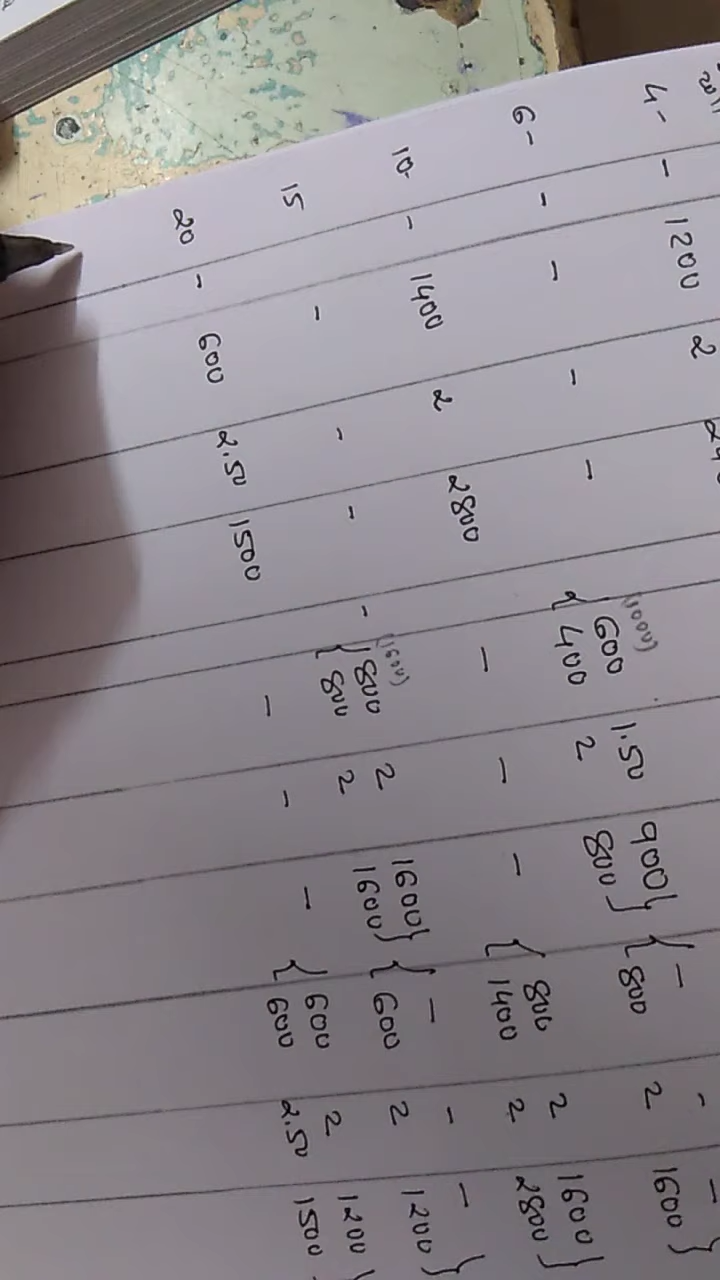 4- - 1200 2
6- - - - - (1000)
{ 600 1.50 900 } { - - - }
400 2 800 800 2 1600
10- - 1400 2 2800 - - - { 800 2 1600 }
1400 2 2800
15 - - - - (1600)
{ 800 2 1600 } { - - - }
800 2 1600 600 2 1200
20 - 600 2.50 1500 - - - { 600 2 1200 }
600 2.50 1500